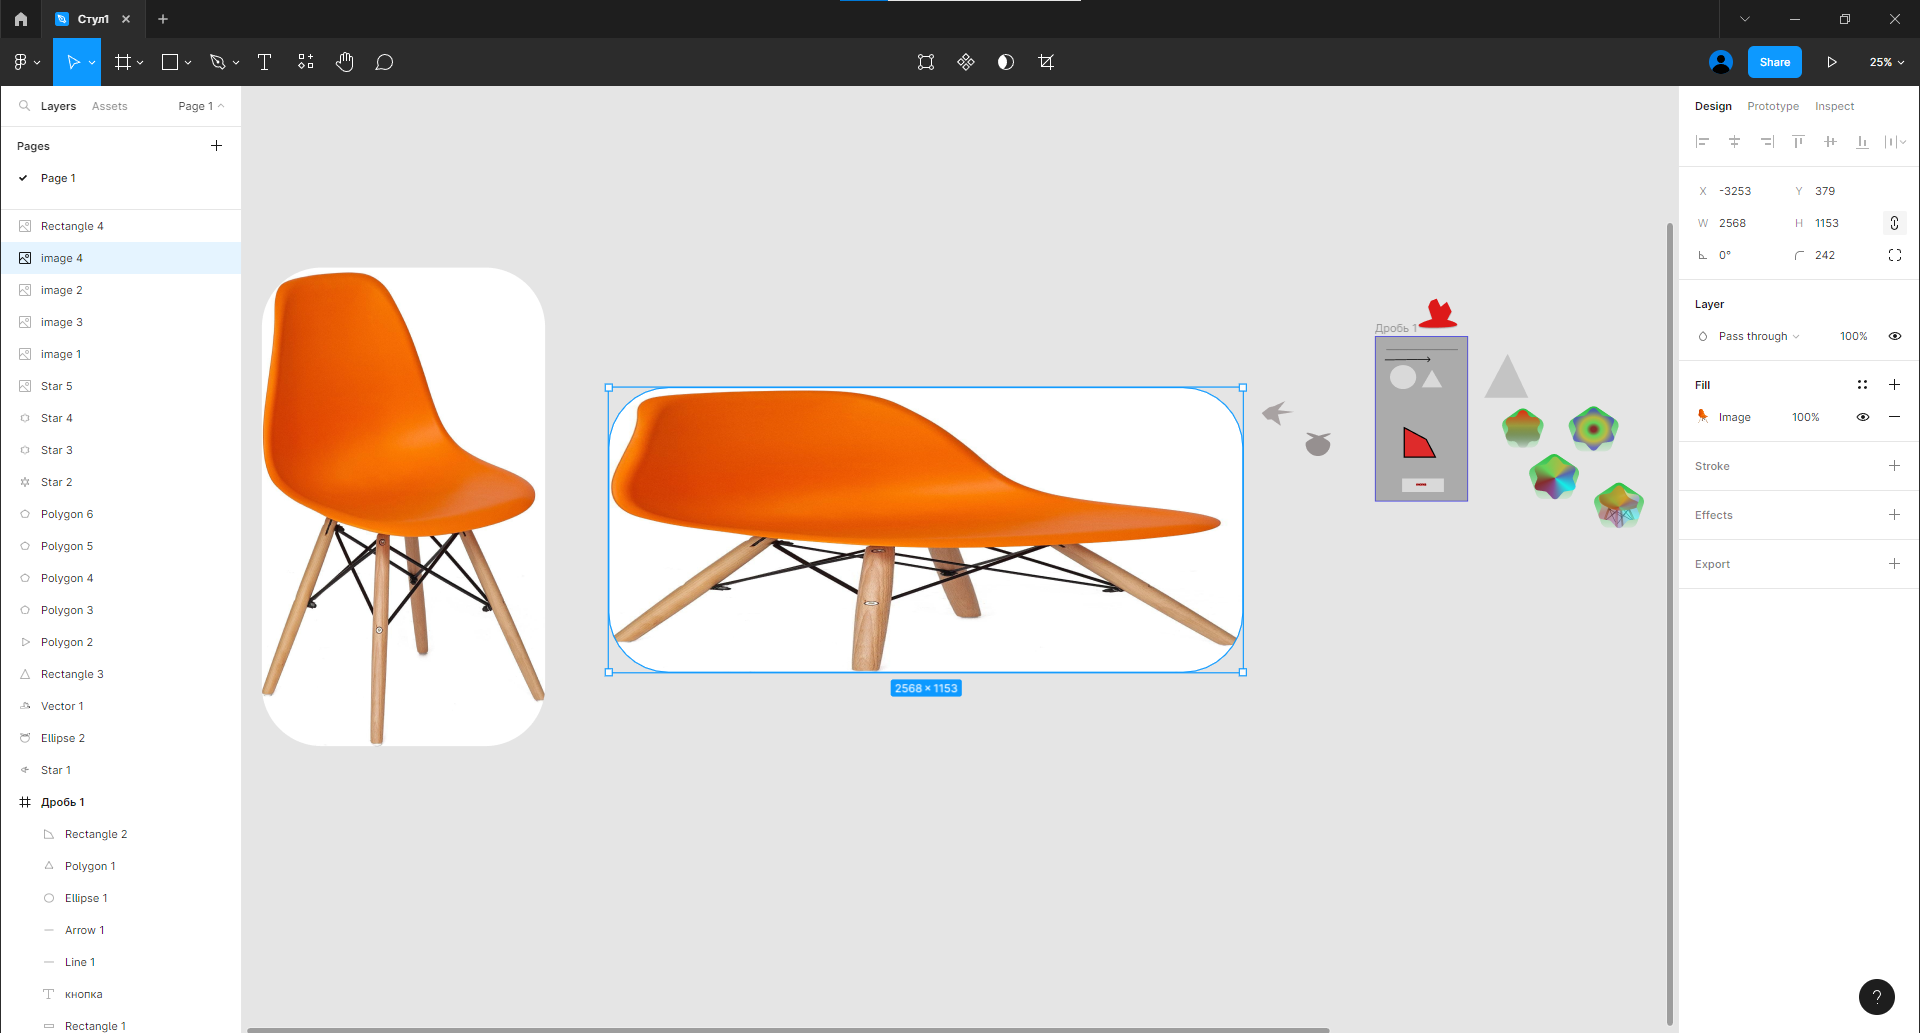 Стул1
Share
25%
Layers
Assets
Page 1
Pages
Page 1
Rectangle 4
image 4
image 2
image 3
image 1
Star 5
Star 4
Star 3
Star 2
Polygon 6
Polygon 5
Polygon 4
Polygon 3
Polygon 2
Rectangle 3
Vector 1
Ellipse 2
Star 1
Дробь 1
Rectangle 2
Polygon 1
Ellipse 1
Arrow 1
Line 1
кнопка
Rectangle 1
Дробь 1
2568 × 1153
Design
Prototype
Inspect
X -3253
Y 379
W 2568
H 1153
0°
242
Layer
Pass through
100%
Fill
Image
100%
Stroke
Effects
Export
?